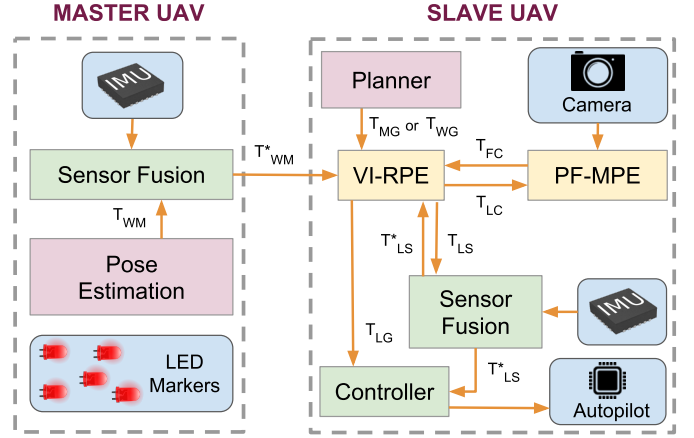 MASTER UAV
IMU
Sensor Fusion
T*WM
TWM
Pose
Estimation
LED
Markers
SLAVE UAV
Planner
TMG or TWG
Camera
VI-RPE
TFC
TLC
PF-MPE
T*LS
TLS
Sensor
Fusion
IMU
TLG
T*LS
Controller
Autopilot